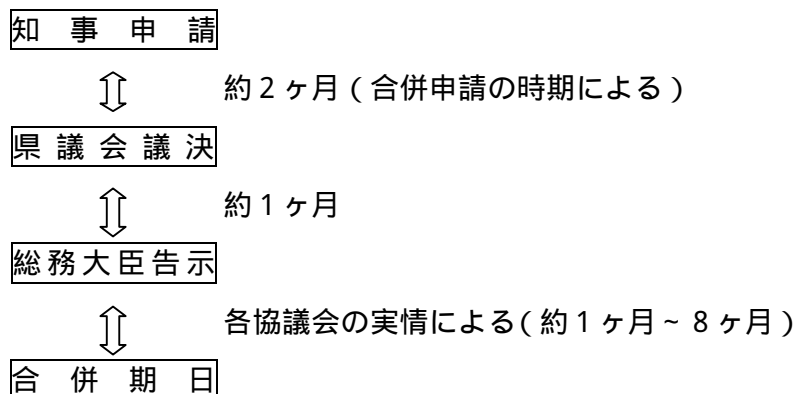 知事申請
約２ヶ月（合併申請の時期による）
県議会議決
約１ヶ月
総務大臣告示
各協議会の実情による（約１ヶ月～８ヶ月）
合併期日